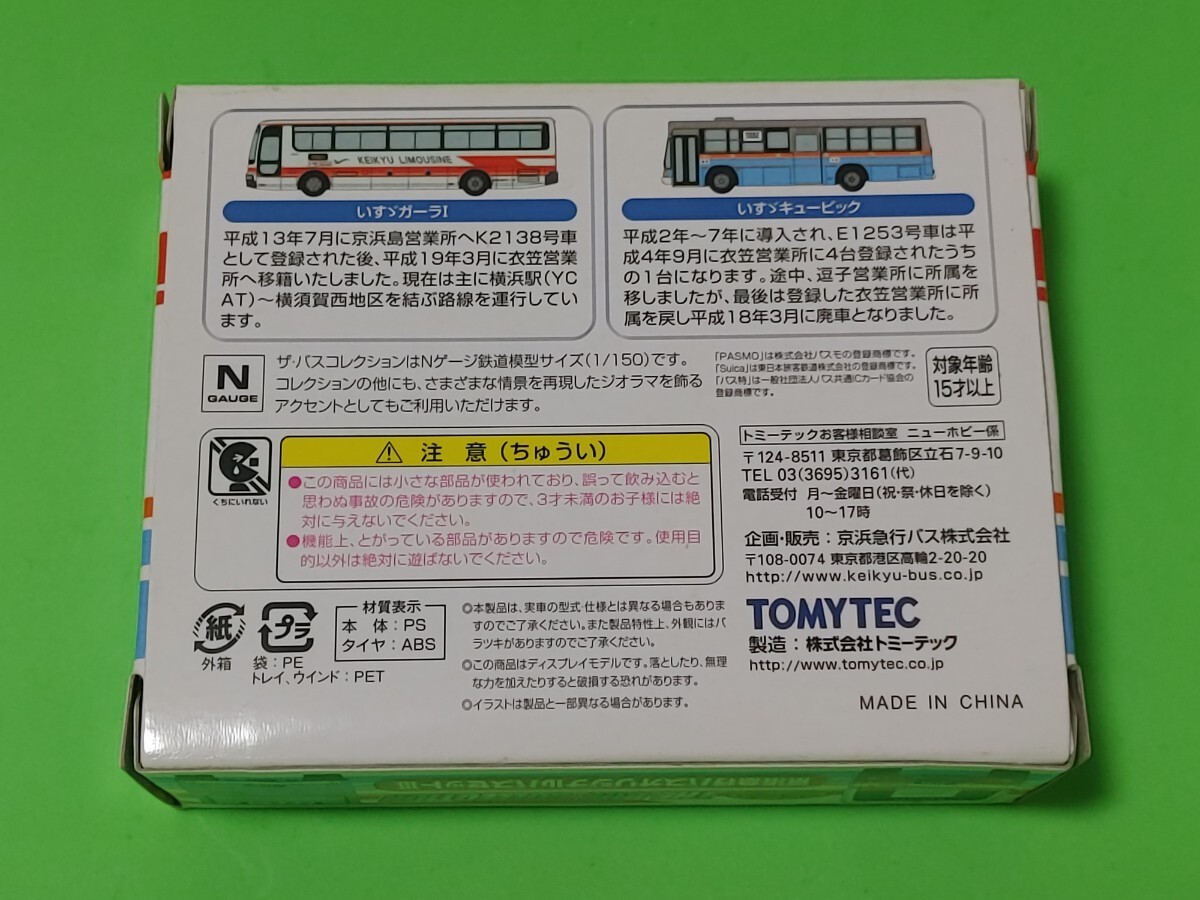 KEIKYU LIMOUSINE
いすゞガーラI
平成13年7月に京浜島営業所へK2138号車
として登録された後、平成19年3月に衣笠営業
所へ移籍いたしました。現在は主に横浜駅(YC
AT)〜横須賀西地区を結ぶ路線を運行してい
ます。
いすゞキュービック
平成2年〜7年に導入され、E1253号車は平
成4年9月に衣笠営業所に4台登録されたうち
の1台になります。途中、逗子営業所に所属を
移しましたが、最後は登録した衣笠営業所に所
属を戻し平成18年3月に廃車となりました。
N
GAUGE
ザ・バスコレクションはNゲージ鉄道模型サイズ(1/150)です。
コレクションの他にも、さまざまな情景を再現したジオラマを飾る
アクセントとしてもご利用いただけます。
「PASMO」は株式会社パスモの登録商標です。
「Suica」は東日本旅客鉄道株式会社の登録商標です。
「バス特」は一般社団法人バス共通ICカード協会の
登録商標です。
対象年齢
15才以上
くちにいれない
注 意(ちゅうい)
●この商品には小さな部品が使われており、誤って飲み込むと
思わぬ事故の危険がありますので、3才未満のお子様には絶
対に与えないでください。
●機能上、とがっている部品がありますので危険です。使用目
的以外は絶対に遊ばないでください。
トミーテックお客様相談室 ニューホビー係
〒124-8511 東京都葛飾区立石7-9-10
TEL 03(3695)3161(代)
電話受付 月〜金曜日(祝・祭・休日を除く)
10〜17時
企画・販売:京浜急行バス株式会社
〒108-0074 東京都港区高輪2-20-20
http://www.keikyu-bus.co.jp
TOMYTEC
製造:株式会社トミーテック
http://www.tomytec.co.jp
MADE IN CHINA
紙
外箱
プラ
袋:PE
トレイ、ウインド:PET
材質表示
本 体:PS
タイヤ:ABS
◎本製品は、実車の型式・仕様とは異なる場合もありま
すのでご了承ください。また製品特性上、外観にはバ
ラツキがありますのでご了承ください。
◎この商品はディスプレイモデルです。落としたり、無理
な力を加えたりすると破損する恐れがあります。
◎イラストは製品と一部異なる場合があります。
京浜急行バスオリジナルバスセットIII